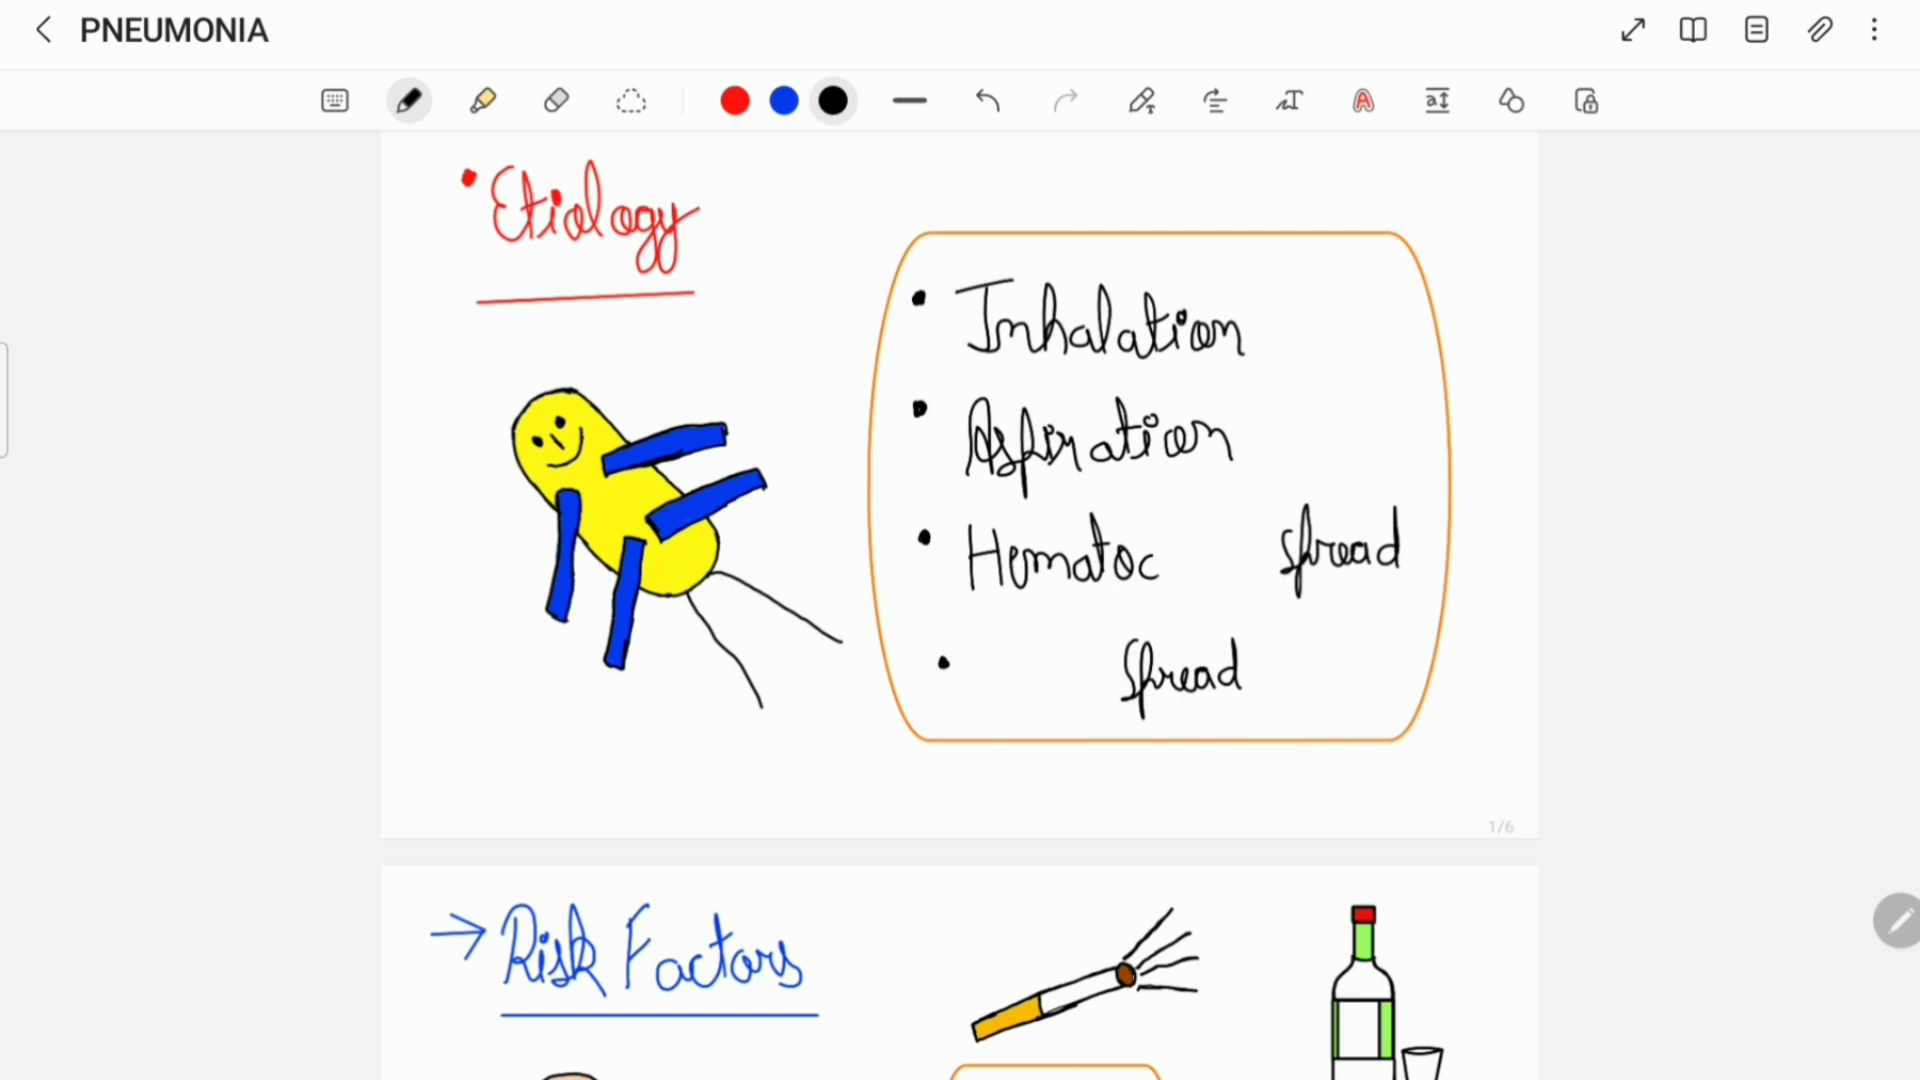 PNEUMONIA
• Etiology
• Inhalation
• Aspiration
• Hematoc spread
• Spread
1/6
→ Risk Factors